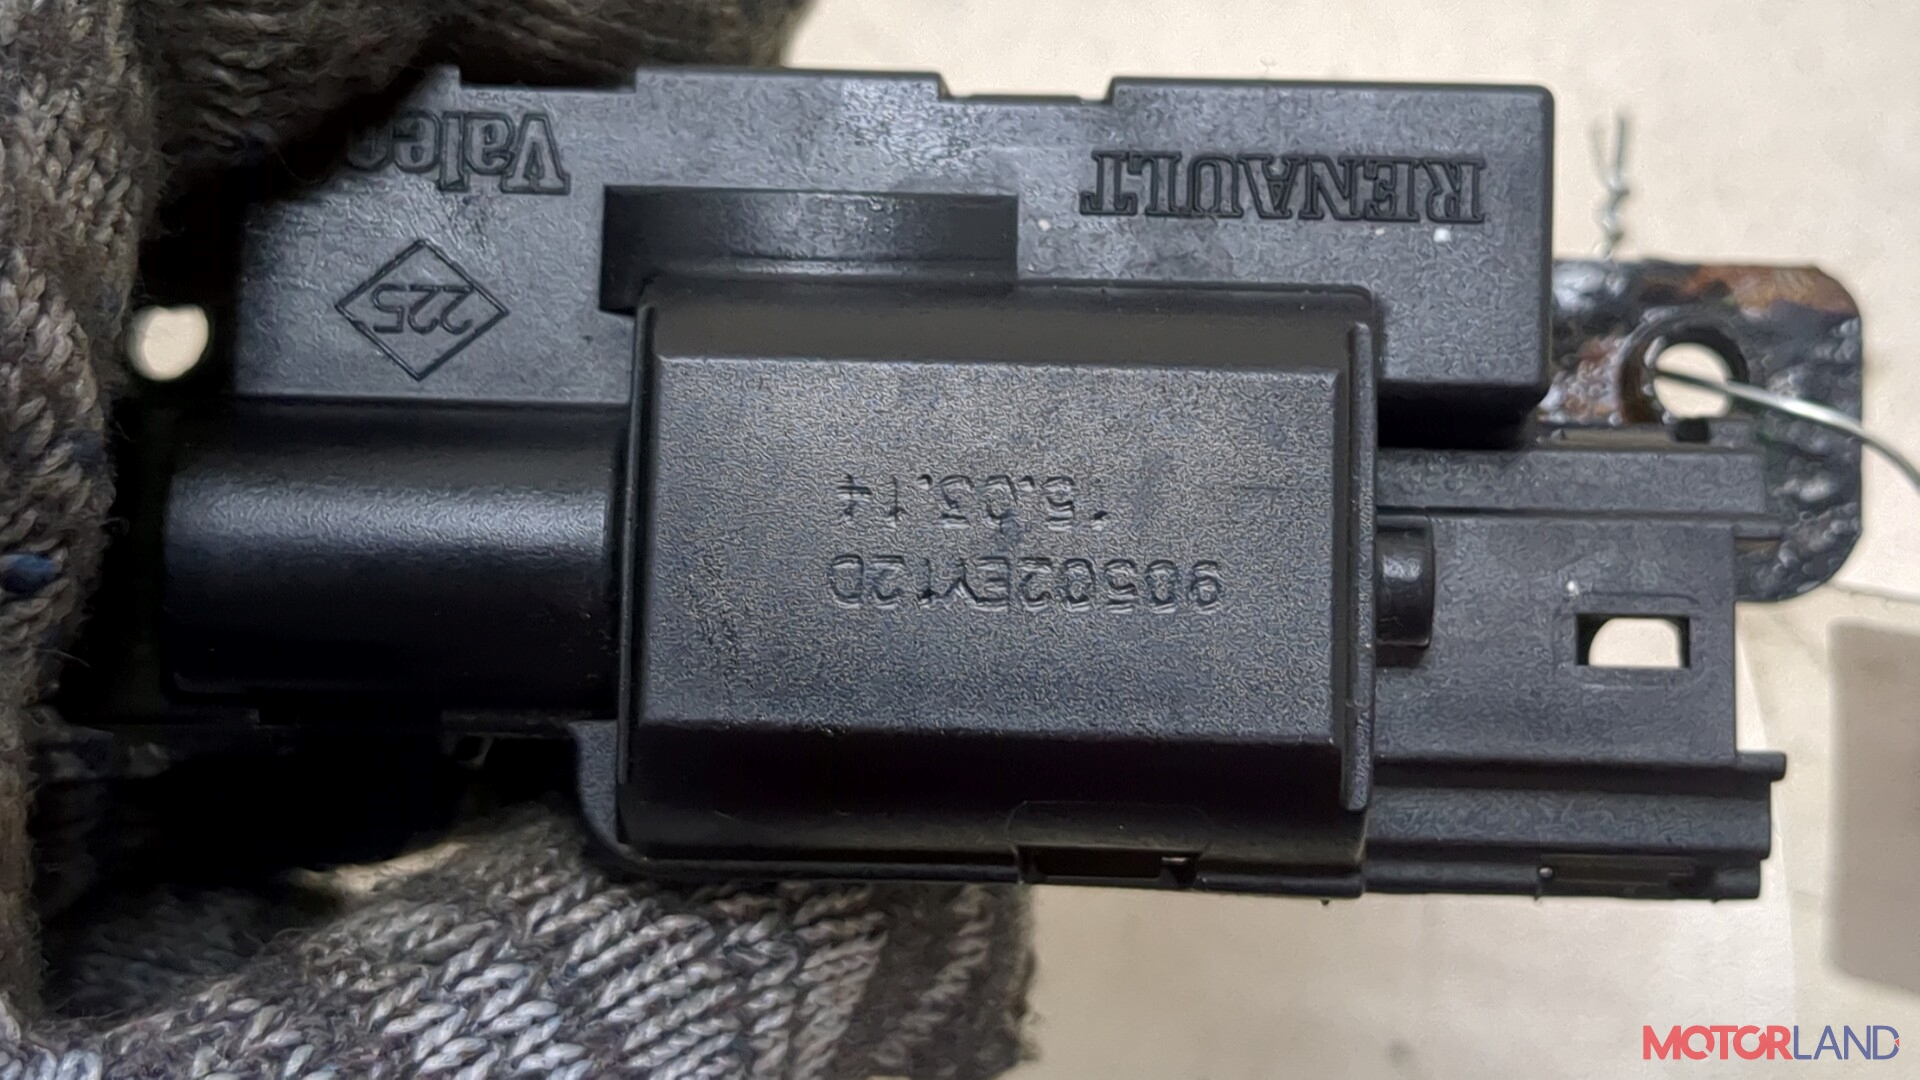 90502EY12D
15.03.14
225
RENAULT
Valeo
MOTORLAND